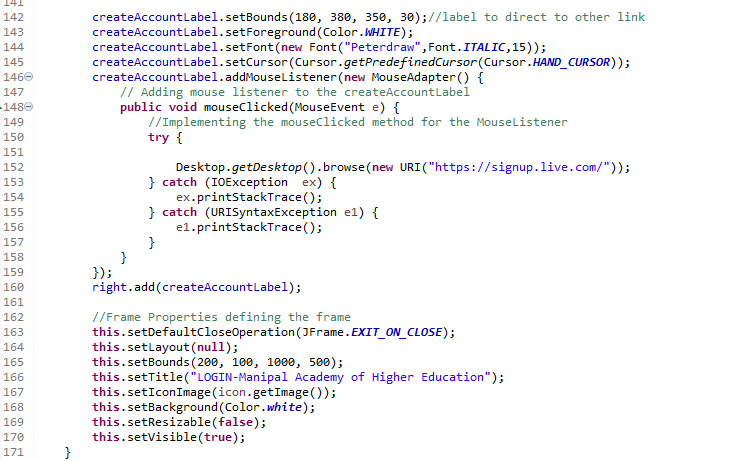 141
142 createAccountLabel.setBounds(180, 380, 350, 30);//label to direct to other link
143 createAccountLabel.setForeground(Color.WHITE);
144 createAccountLabel.setFont(new Font("Peterdraw",Font.ITALIC,15));
145 createAccountLabel.setCursor(Cursor.getPredefinedCursor(Cursor.HAND_CURSOR));
146 createAccountLabel.addMouseListener(new MouseAdapter() {
147 // Adding mouse listener to the createAccountLabel
148 public void mouseClicked(MouseEvent e) {
149 //Implementing the mouseClicked method for the MouseListener
150 try {
151
152 Desktop.getDesktop().browse(new URI("https://signup.live.com/"));
153 } catch (IOException  ex) {
154 ex.printStackTrace();
155 } catch (URISyntaxException e1) {
156 e1.printStackTrace();
157 }
158 }
159 });
160 right.add(createAccountLabel);
161
162 //Frame Properties defining the frame
163 this.setDefaultCloseOperation(JFrame.EXIT_ON_CLOSE);
164 this.setLayout(null);
165 this.setBounds(200, 100, 1000, 500);
166 this.setTitle("LOGIN-Manipal Academy of Higher Education");
167 this.setIconImage(icon.getImage());
168 this.setBackground(Color.white);
169 this.setResizable(false);
170 this.setVisible(true);
171 }